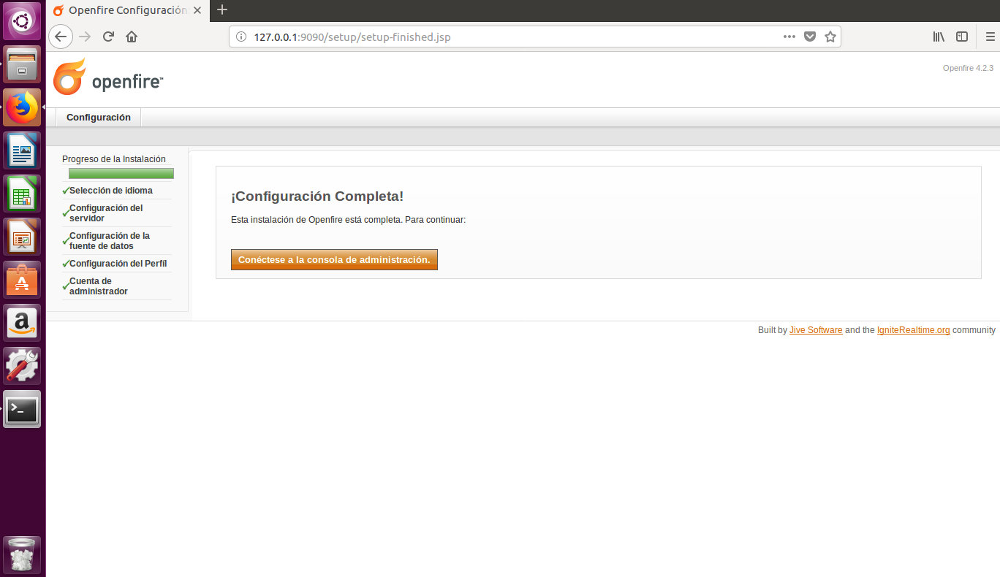 Openfire Configuración
127.0.0.1:9090/setup/setup-finished.jsp
openfire™
Openfire 4.2.3
Configuración
Progreso de la Instalación
Selección de idioma
Configuración del
servidor
Configuración de la
fuente de datos
Configuración del Perfíl
Cuenta de
administrador
¡Configuración Completa!
Esta instalación de Openfire está completa. Para continuar:
Conéctese a la consola de administración.
Built by Jive Software and the IgniteRealtime.org community